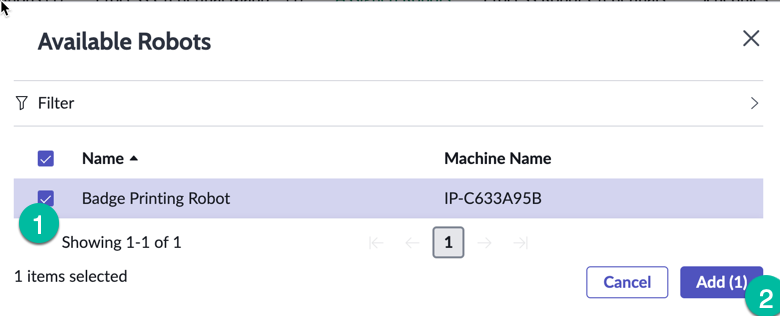 Available Robots
Filter
Name Machine Name
Badge Printing Robot IP-C633A95B
1
Showing 1-1 of 1 1
1 items selected
Cancel Add (1)
2